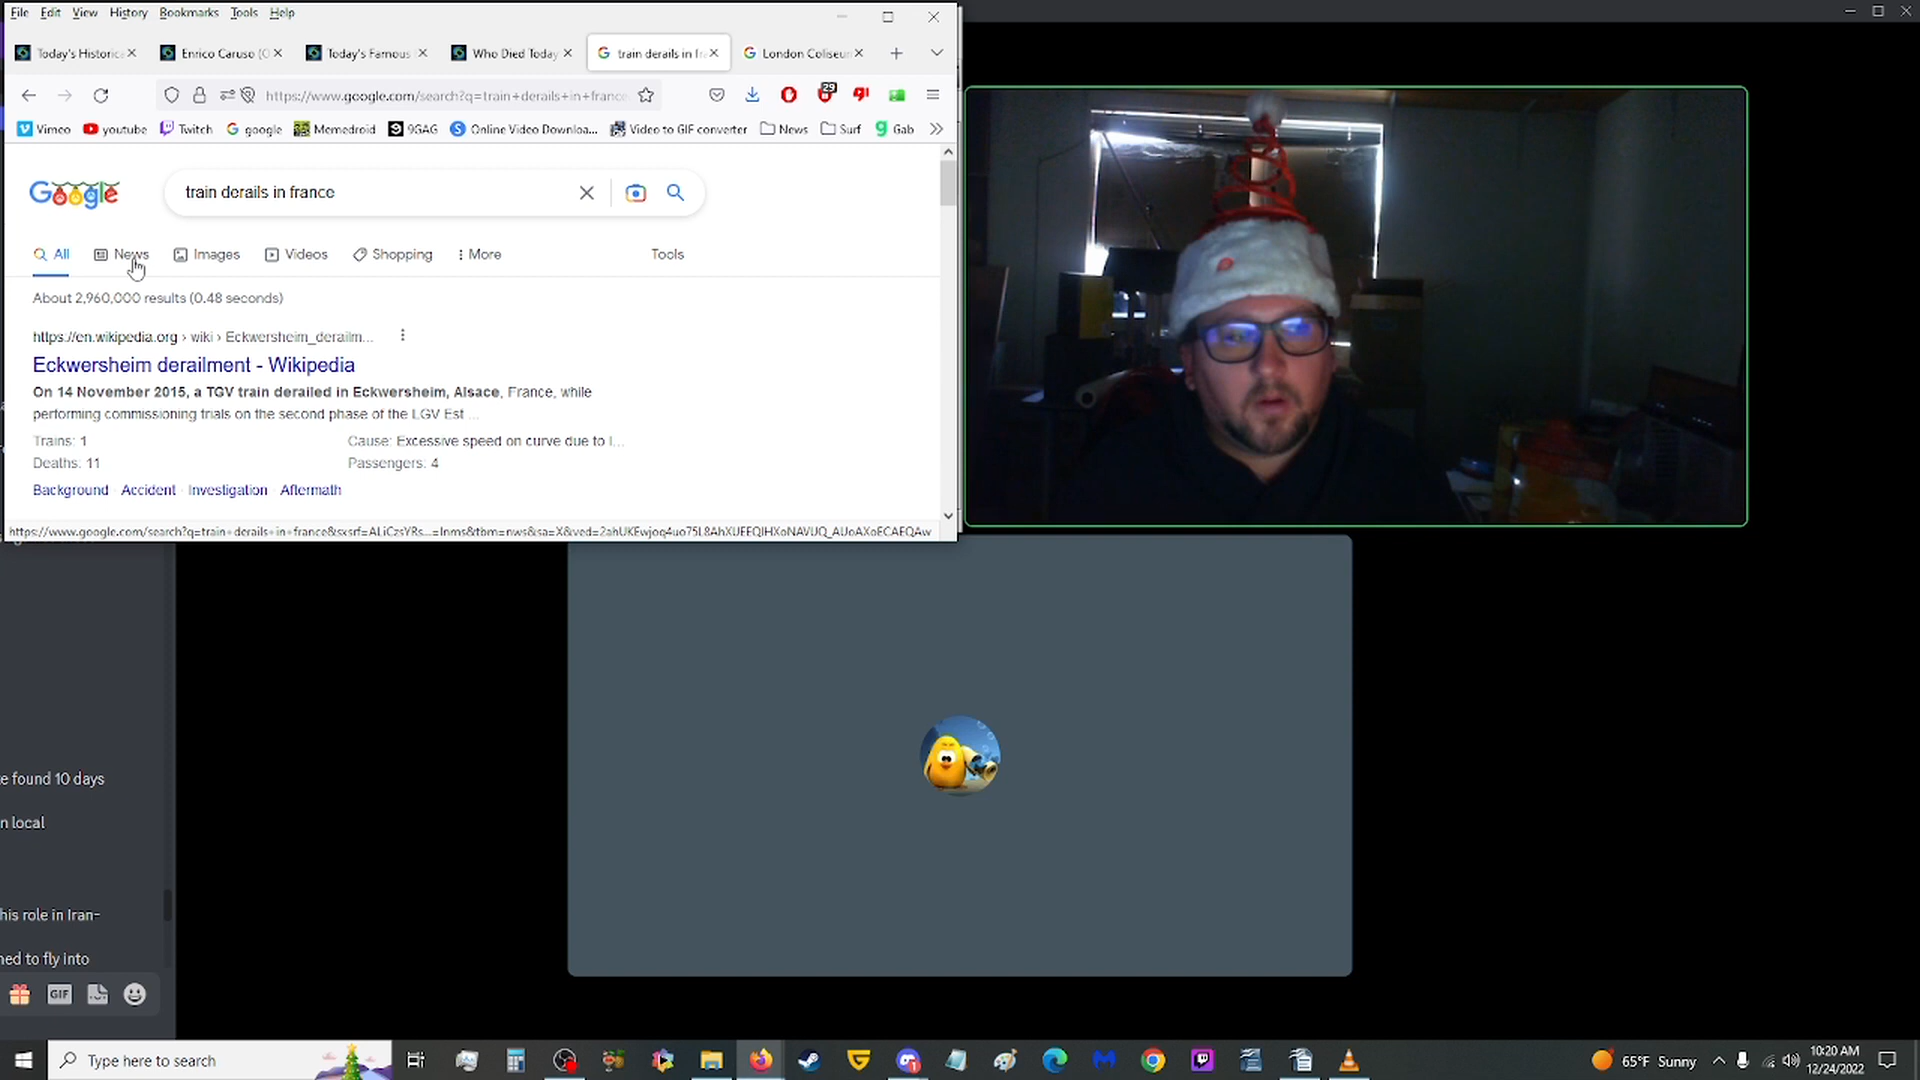 File Edit View History Bookmarks Tools Help
Today's Historica
Enrico Caruso (O
Today's Famous
Who Died Today
train derails in fr
London Coliseum
https://www.google.com/search?q=train+derails+in+france
29
Vimeo youtube Twitch google Memedroid 9GAG Online Video Downloa... Video to GIF converter News Surf Gab
Google
train derails in france
All News Images Videos Shopping More Tools
About 2,960,000 results (0.48 seconds)
https://en.wikipedia.org › wiki › Eckwersheim_derailm...
Eckwersheim derailment - Wikipedia
On 14 November 2015, a TGV train derailed in Eckwersheim, Alsace, France, while
performing commissioning trials on the second phase of the LGV Est ...
Trains: 1 Cause: Excessive speed on curve due to l...
Deaths: 11 Passengers: 4
Background · Accident · Investigation · Aftermath
e found 10 days
n local
his role in Iran-
ned to fly into
GIF
Type here to search
1
65°F Sunny
10:20 AM
12/24/2022